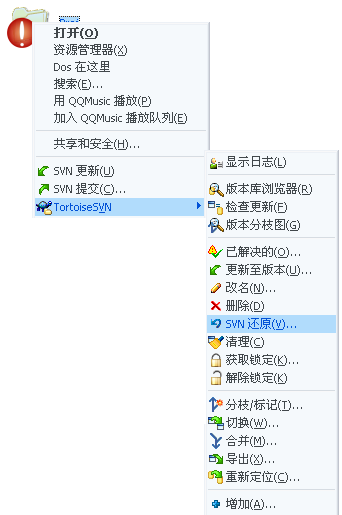 打开(O)
资源管理器(X)
Dos 在这里
搜索(E)...
用 QQMusic 播放(P)
加入 QQMusic 播放队列(E)
共享和安全(H)...
SVN 更新(U)
SVN 提交(C)...
TortoiseSVN
显示日志(L)
版本库浏览器(R)
检查更新(F)
版本分枝图(G)
已解决的(O)...
更新至版本(U)...
改名(N)...
删除(D)
SVN 还原(V)...
清理(C)
获取锁定(K)...
解除锁定(K)
分枝/标记(T)...
切换(W)...
合并(M)...
导出(X)...
重新定位(C)...
增加(A)...